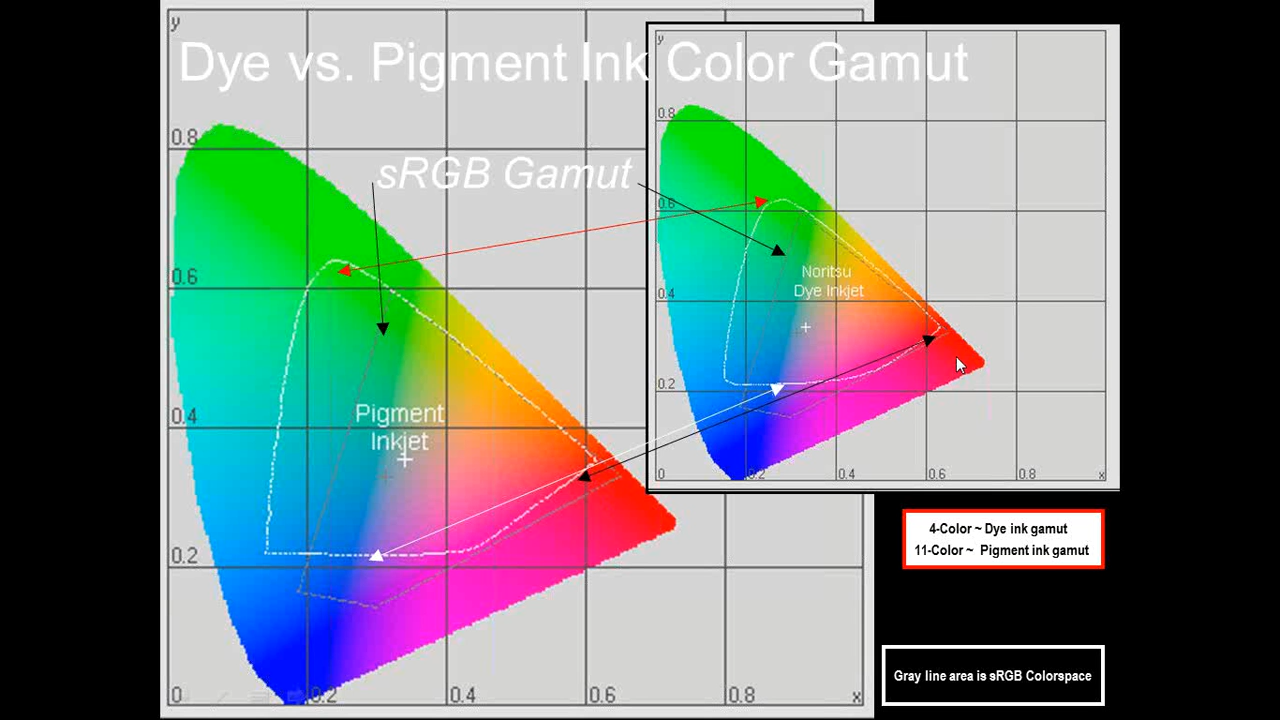 Dye vs. Pigment Ink Color Gamut
sRGB Gamut
y
0.8
0.6
0.4
0.2
0
0.2
0.4
0.6
0.8
x
Pigment
Inkjet
y
0.8
0.6
0.4
0.2
0
0.2
0.4
0.6
0.8
x
Noritsu
Dye Inkjet
4-Color ~ Dye ink gamut
11-Color ~ Pigment ink gamut
Gray line area is sRGB Colorspace